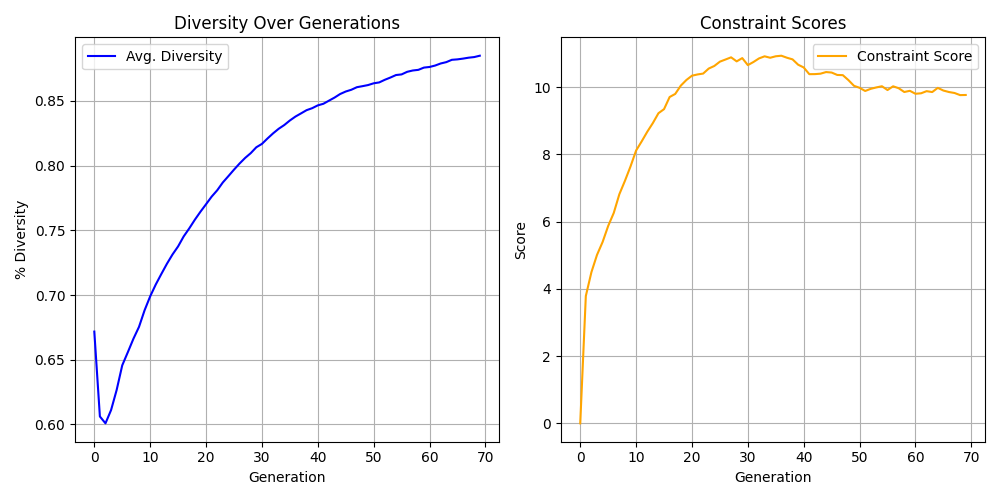 Diversity Over Generations
Avg. Diversity
% Diversity
0.85
0.80
0.75
0.70
0.65
0.60
0 10 20 30 40 50 60 70
Generation
Constraint Scores
Constraint Score
Score
10
8
6
4
2
0
0 10 20 30 40 50 60 70
Generation